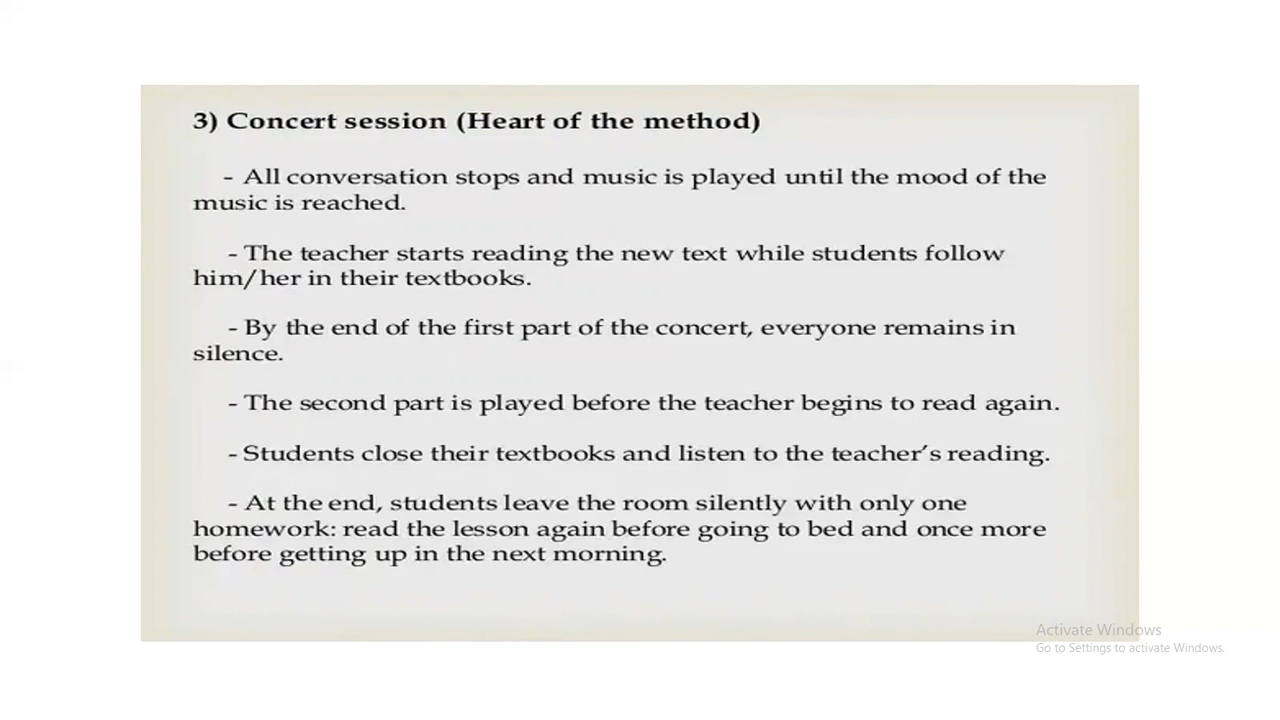 3) Concert session (Heart of the method)
- All conversation stops and music is played until the mood of the
music is reached.
- The teacher starts reading the new text while students follow
him/her in their textbooks.
- By the end of the first part of the concert, everyone remains in
silence.
- The second part is played before the teacher begins to read again.
- Students close their textbooks and listen to the teacher’s reading.
- At the end, students leave the room silently with only one
homework: read the lesson again before going to bed and once more
before getting up in the next morning.
Activate Windows
Go to Settings to activate Windows.